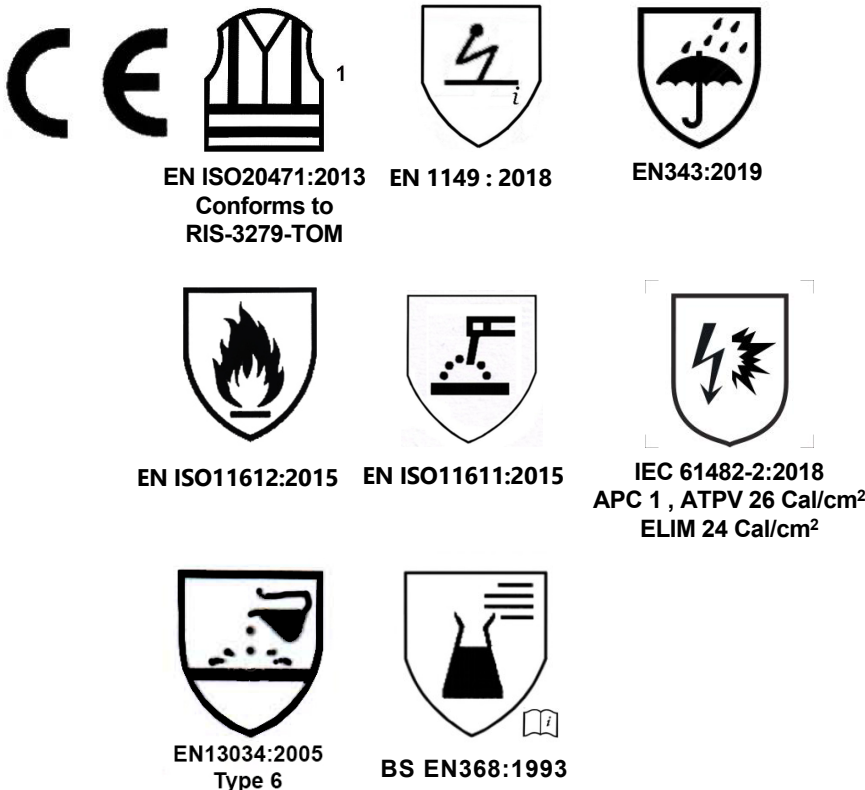 CE
1
EN ISO20471:2013
Conforms to
RIS-3279-TOM
EN 1149 : 2018
i
EN343:2019
EN ISO11612:2015
EN ISO11611:2015
IEC 61482-2:2018
APC 1 , ATPV 26 Cal/cm²
ELIM 24 Cal/cm²
EN13034:2005
Type 6
i
BS EN368:1993